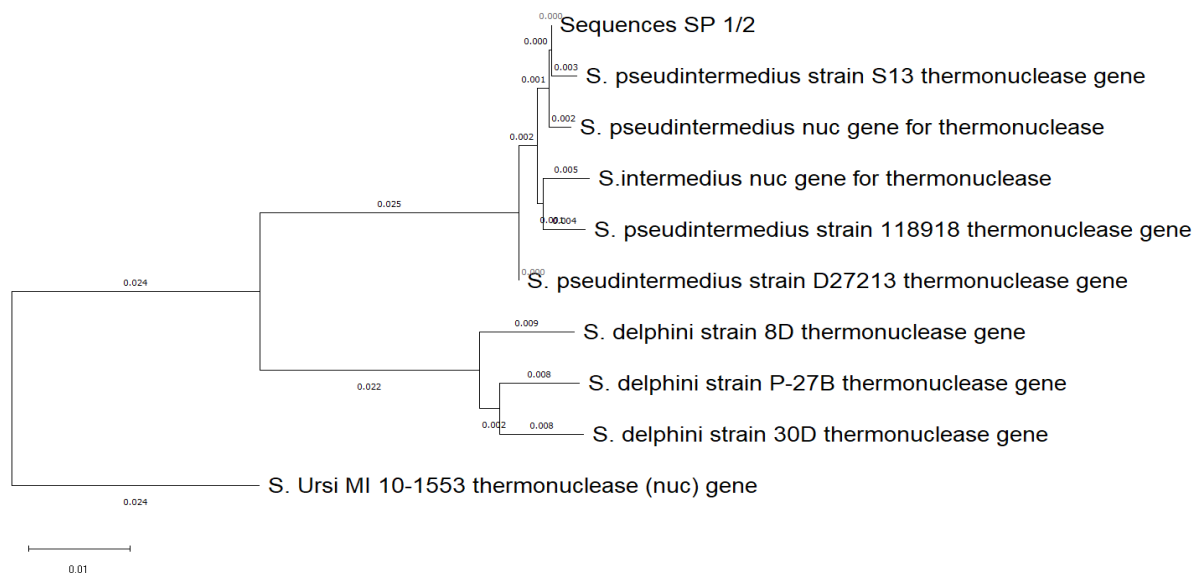 0.000
Sequences SP 1/2
0.000
0.003
S. pseudintermedius strain S13 thermonuclease gene
0.001
0.002
S. pseudintermedius nuc gene for thermonuclease
0.002
0.005
S.intermedius nuc gene for thermonuclease
0.025
0.001
0.004
S. pseudintermedius strain 118918 thermonuclease gene
0.000
S. pseudintermedius strain D27213 thermonuclease gene
0.024
0.009
S. delphini strain 8D thermonuclease gene
0.022
0.008
S. delphini strain P-27B thermonuclease gene
0.002
0.008
S. delphini strain 30D thermonuclease gene
S. Ursi MI 10-1553 thermonuclease (nuc) gene
0.024
0.01